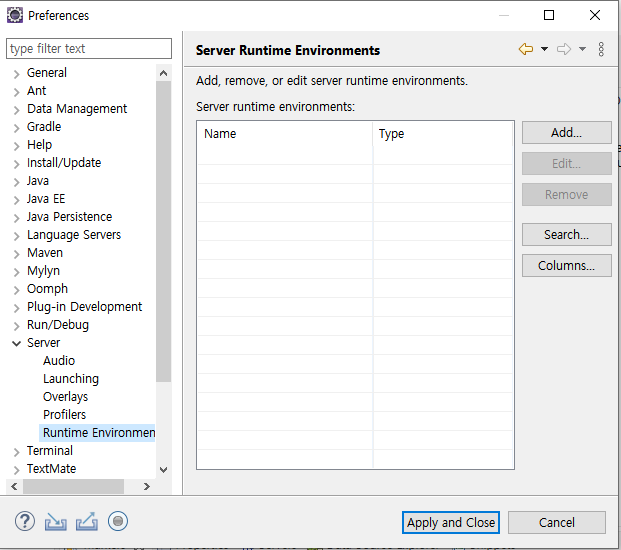 Preferences
type filter text
General
Ant
Data Management
Gradle
Help
Install/Update
Java
Java EE
Java Persistence
Language Servers
Maven
Mylyn
Oomph
Plug-in Development
Run/Debug
Server
Audio
Launching
Overlays
Profilers
Runtime Environmen
Terminal
TextMate
Server Runtime Environments
Add, remove, or edit server runtime environments.
Server runtime environments:
Name Type
Add...
Edit...
Remove
Search...
Columns...
?
Apply and Close Cancel